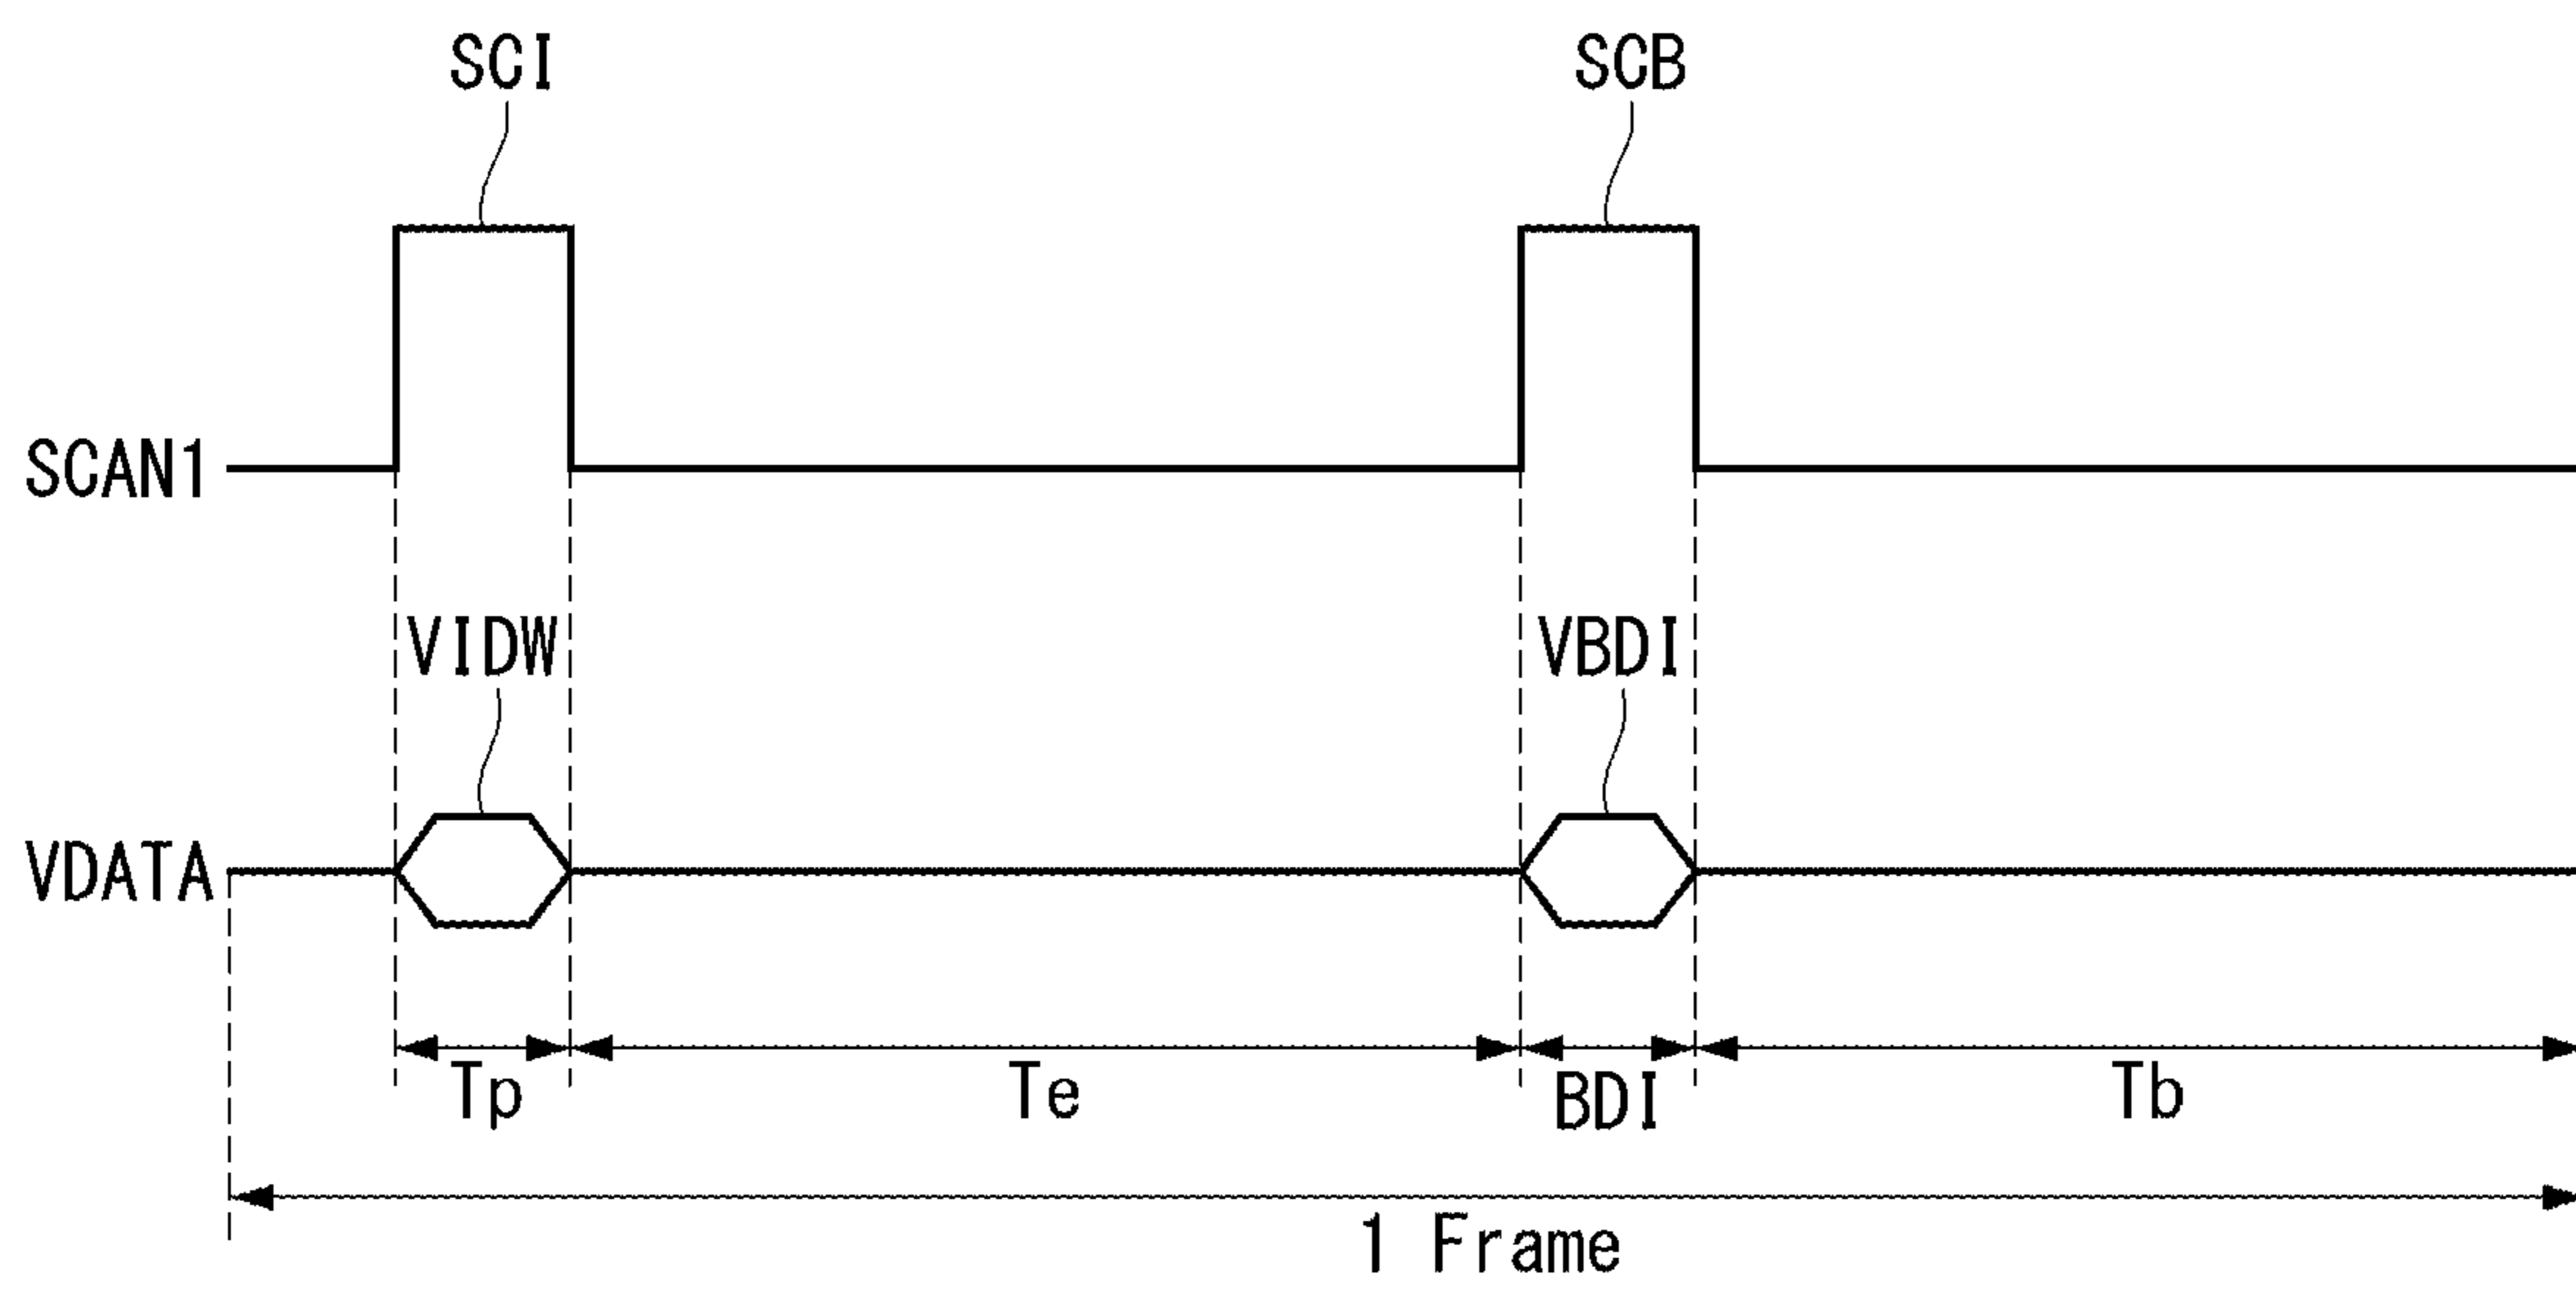 SCI
SCB
SCAN1
VIDW
VBDI
VDATA
Tp
Te
BDI
Tb
1 Frame